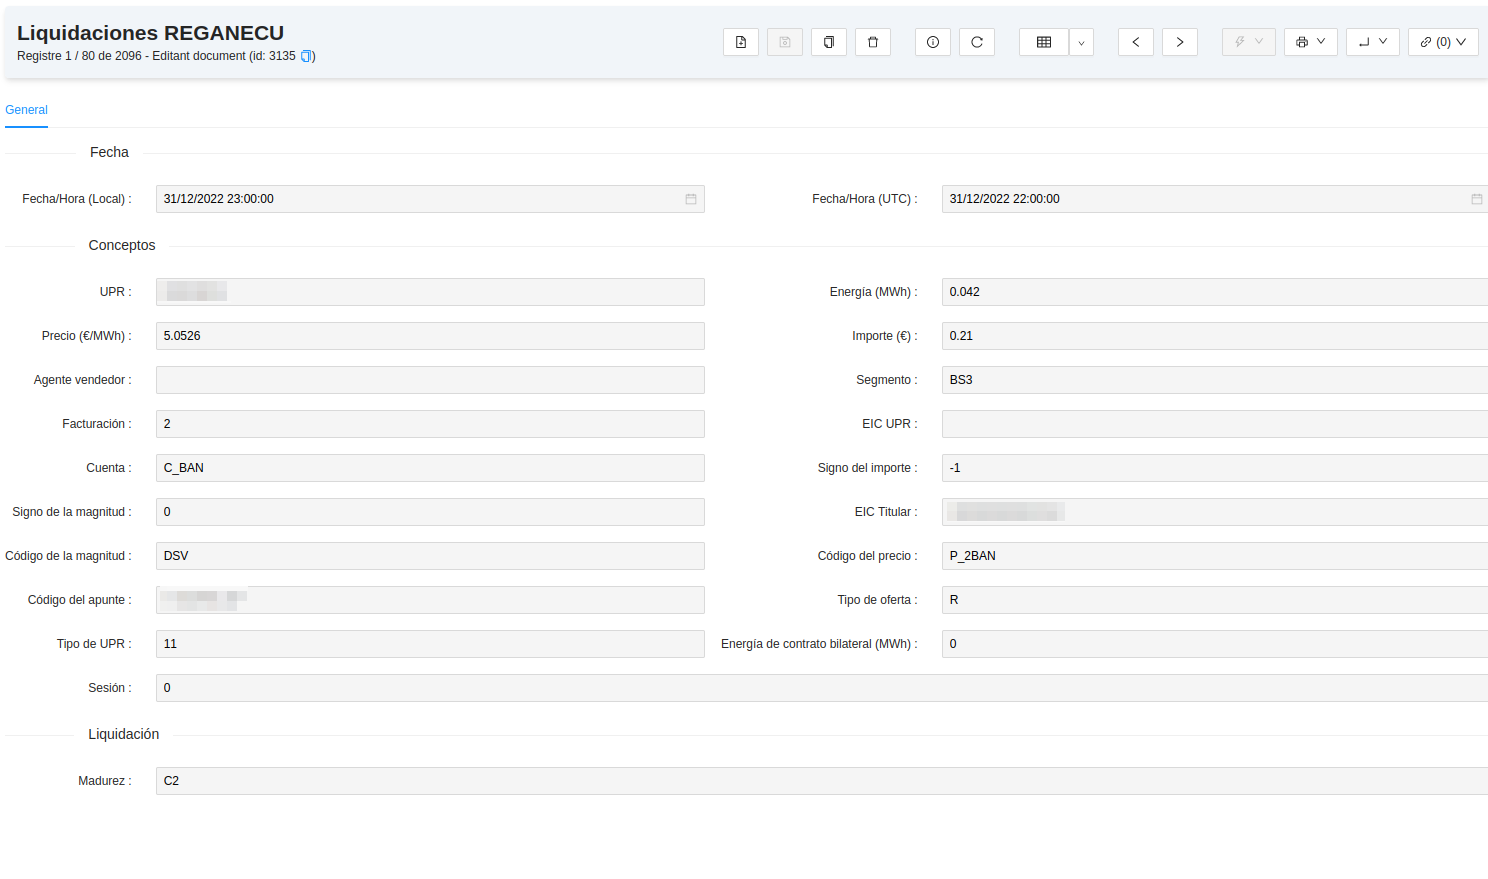 Liquidaciones REGANECU
Registre 1 / 80 de 2096 - Editant document (id: 3135 )
(0)
General
Fecha
Fecha/Hora (Local) : 31/12/2022 23:00:00 Fecha/Hora (UTC) : 31/12/2022 22:00:00
Conceptos
UPR : Energía (MWh) : 0.042
Precio (€/MWh) : 5.0526 Importe (€) : 0.21
Agente vendedor : Segmento : BS3
Facturación : 2 EIC UPR :
Cuenta : C_BAN Signo del importe : -1
Signo de la magnitud : 0 EIC Titular :
Código de la magnitud : DSV Código del precio : P_2BAN
Código del apunte : Tipo de oferta : R
Tipo de UPR : 11 Energía de contrato bilateral (MWh) : 0
Sesión : 0
Liquidación
Madurez : C2